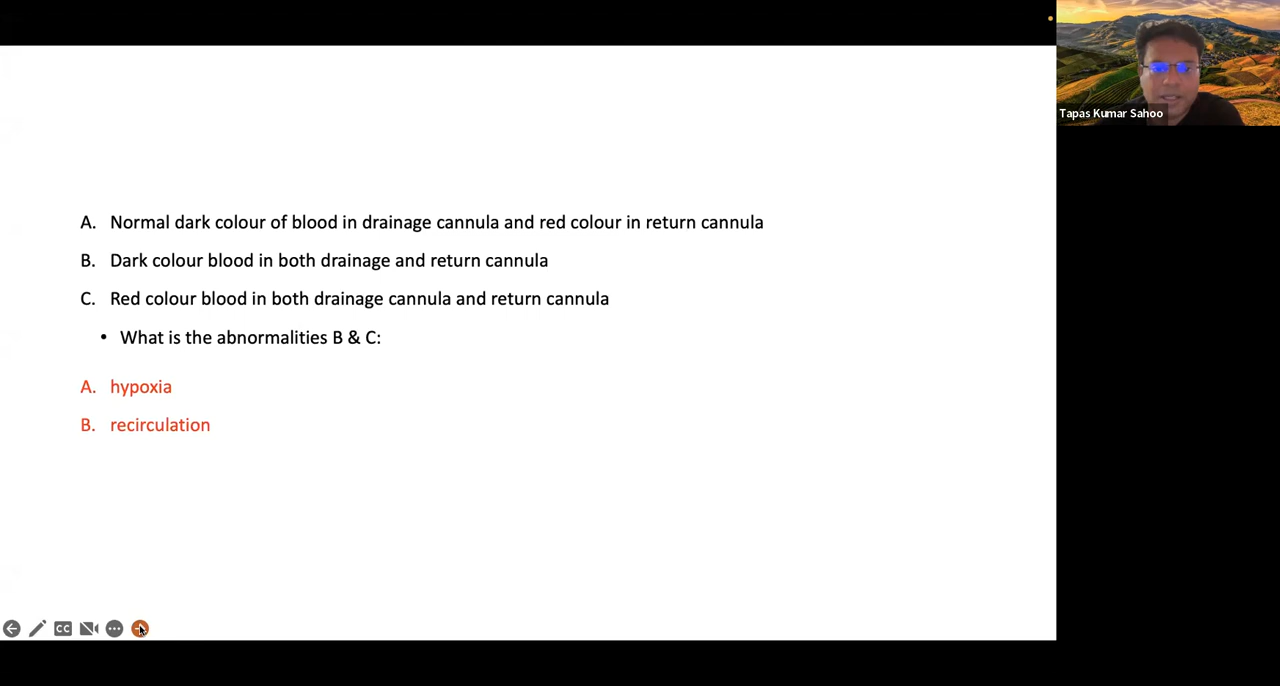 Tapas Kumar Sahoo
A. Normal dark colour of blood in drainage cannula and red colour in return cannula
B. Dark colour blood in both drainage and return cannula
C. Red colour blood in both drainage cannula and return cannula
• What is the abnormalities B & C:
A. hypoxia
B. recirculation
CC